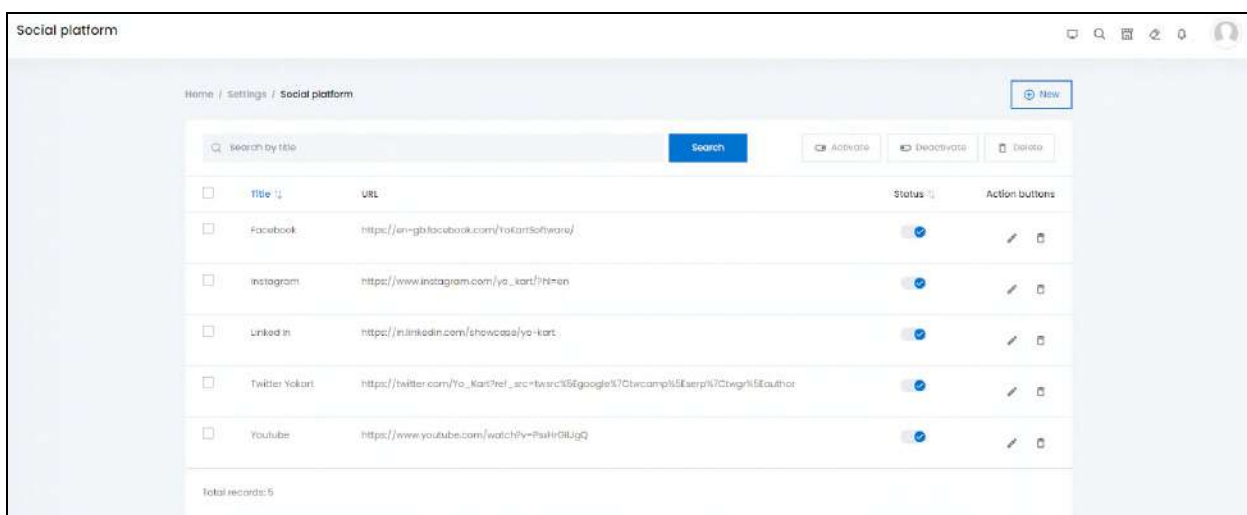 Social platform
Home / Settings / Social platform
New
Search by title
Search
Activate
Deactivate
Delete
Title
URL
Status
Action buttons
Facebook
https://en-gb.facebook.com/YoKartSoftware/
Instagram
https://www.instagram.com/yo_kart/?hl=en
Linked In
https://in.linkedin.com/showcase/yo-kart
Twitter Yokart
https://twitter.com/Yo_Kart?ref_src=twsrc%5Egoogle%7Ctwcamp%5Eserp%7Ctwgr%5Eauthor
Youtube
Total records: 5